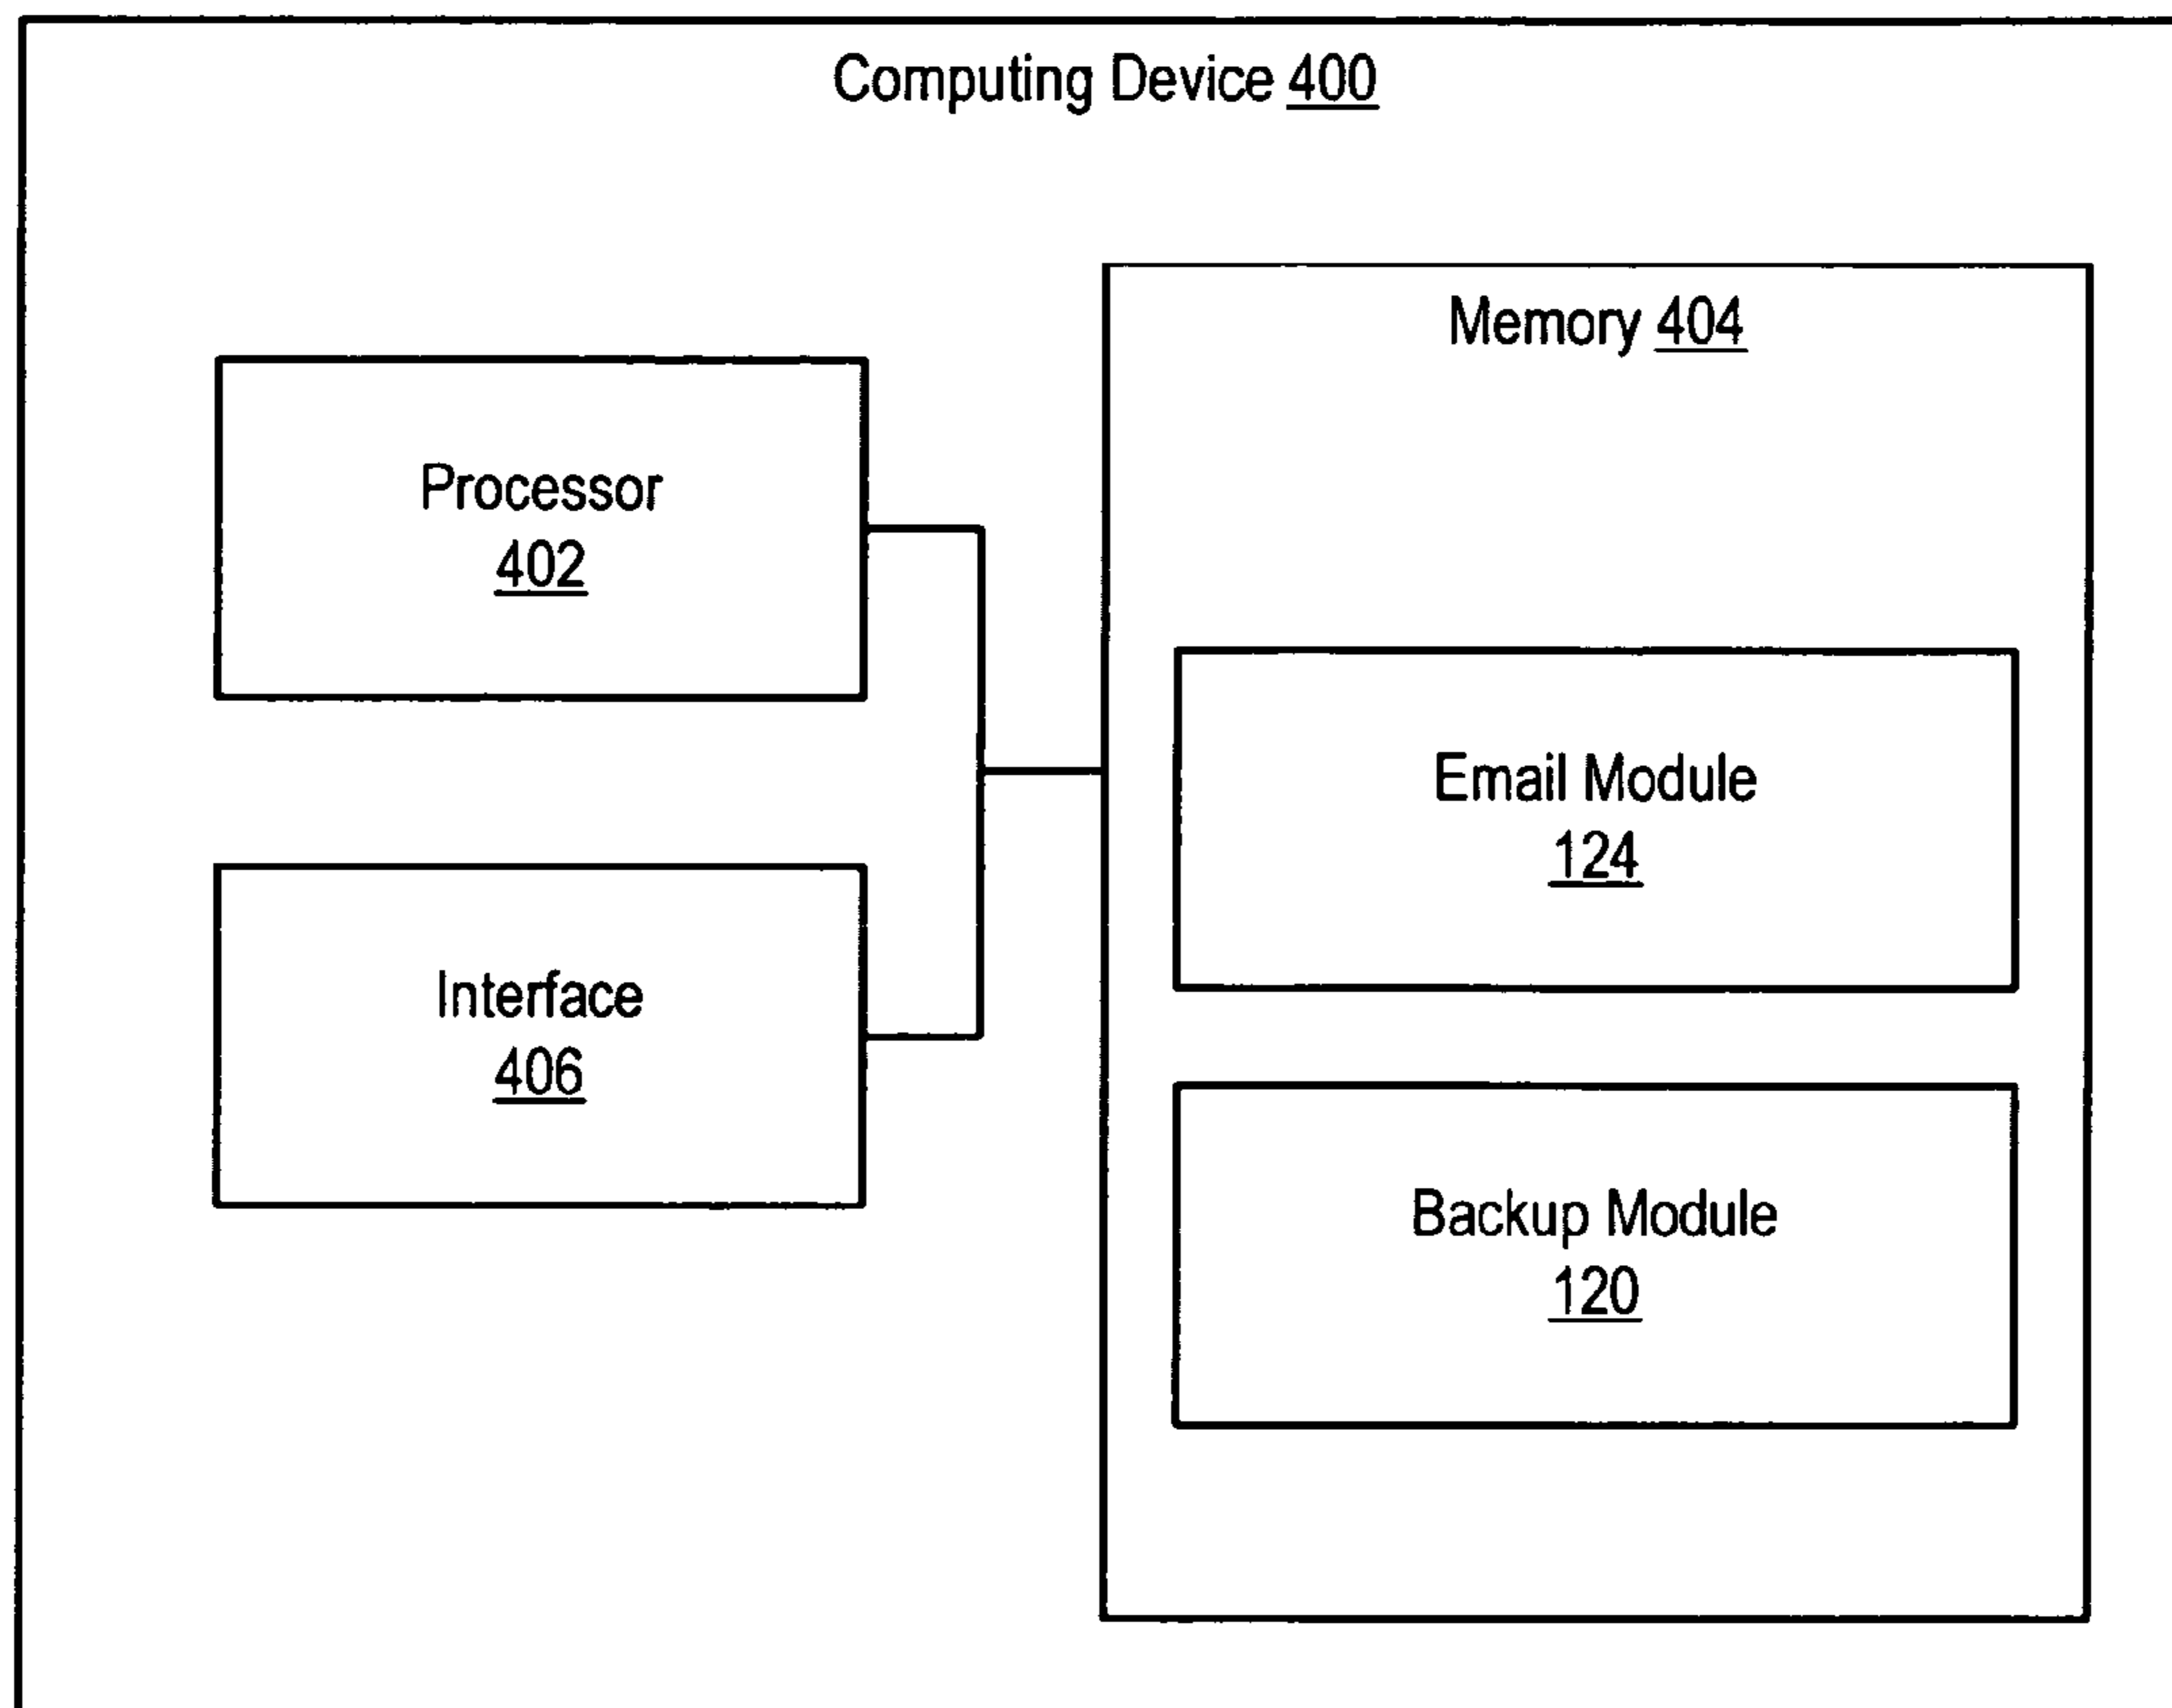 Computing Device 400
Memory 404
Processor
402
Email Module
124
Interface
406
Backup Module
120